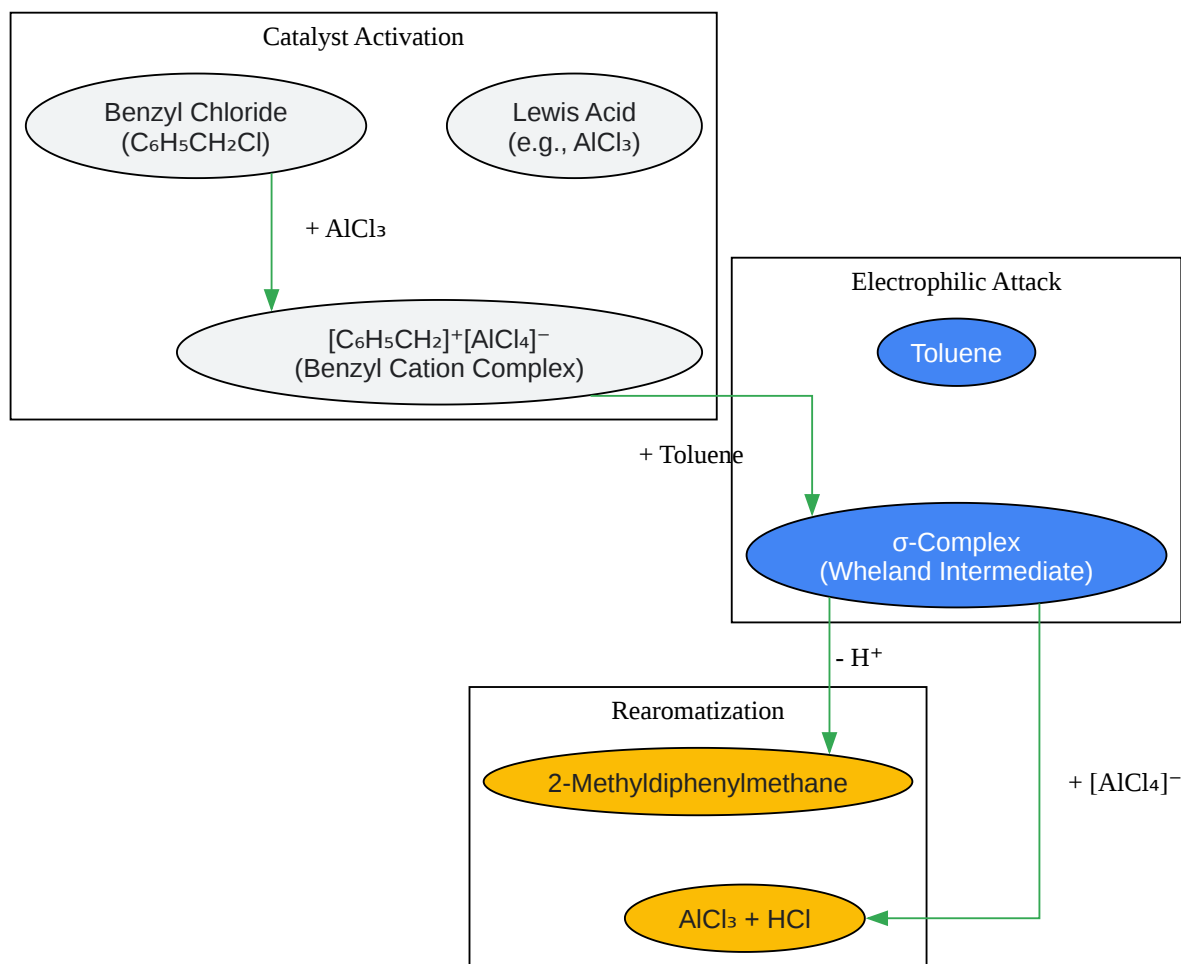 Catalyst Activation
Benzyl Chloride
(C₆H₅CH₂Cl)
Lewis Acid
(e.g., AlCl₃)
+ AlCl₃
[C₆H₅CH₂]⁺[AlCl₄]⁻
(Benzyl Cation Complex)
Electrophilic Attack
Toluene
+ Toluene
σ-Complex
(Wheland Intermediate)
- H⁺
Rearomatization
2-Methyldiphenylmethane
+ [AlCl₄]⁻
AlCl₃ + HCl